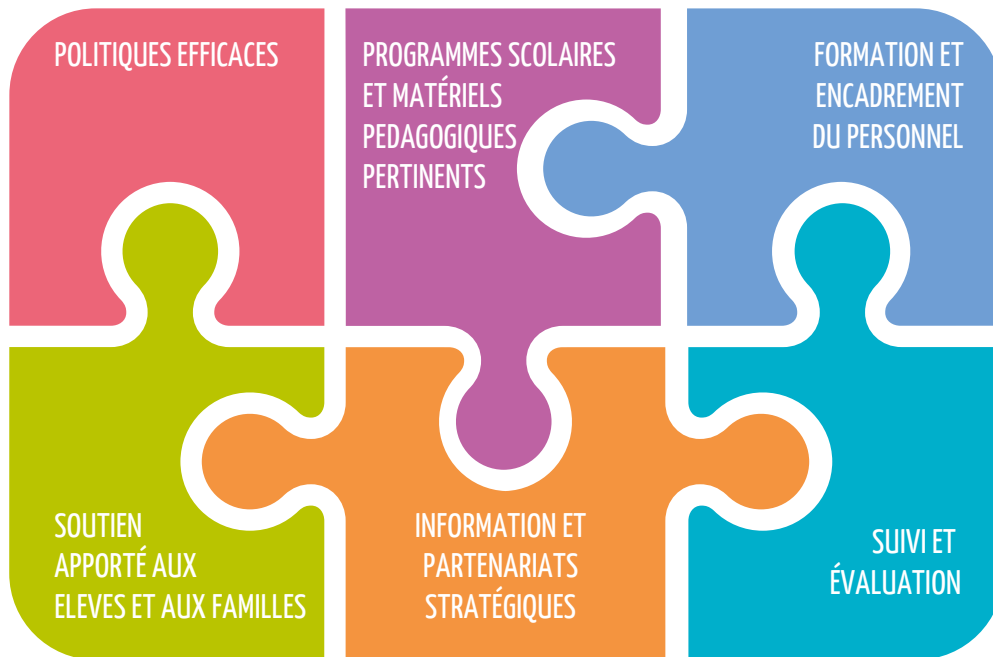 POLITIQUES EFFICACES
PROGRAMMES SCOLAIRES
ET MATÉRIELS
PEDAGOGIQUES
PERTINENTS
FORMATION ET
ENCADREMENT
DU PERSONNEL
SOUTIEN
APPORTÉ AUX
ELEVES ET AUX FAMILLES
INFORMATION ET
PARTENARIATS
STRATÉGIQUES
SUIVI ET
ÉVALUATION